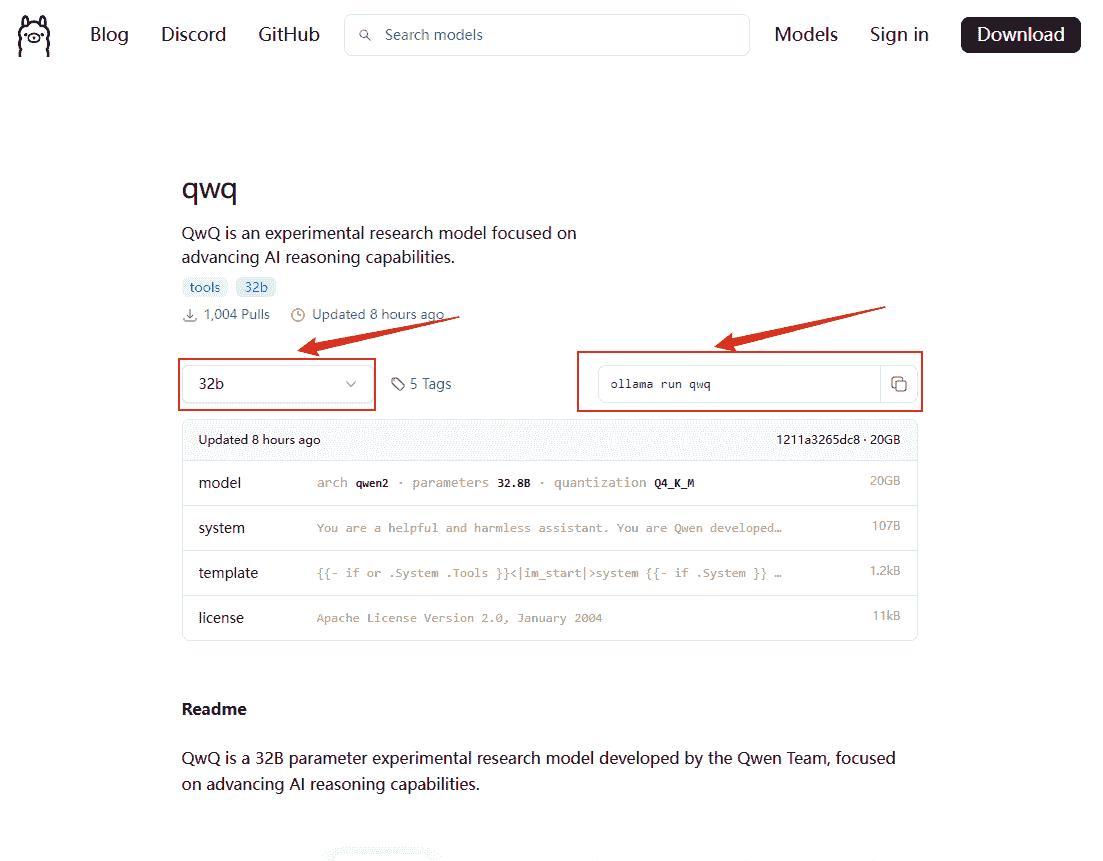 Blog Discord GitHub Search models Models Sign in Download
qwq
QwQ is an experimental research model focused on
advancing AI reasoning capabilities.
tools 32b
1,004 Pulls Updated 8 hours ago
32b 5 Tags ollama run qwq
Updated 8 hours ago 1211a3265dc8 · 20GB
model arch qwen2 · parameters 32.8B · quantization Q4_K_M 20GB
system You are a helpful and harmless assistant. You are Qwen developed… 107B
template {{- if or .System .Tools }}<|im_start|>system {{- if .System }} … 1.2kB
license Apache License Version 2.0, January 2004 11kB
Readme
QwQ is a 32B parameter experimental research model developed by the Qwen Team, focused
on advancing AI reasoning capabilities.